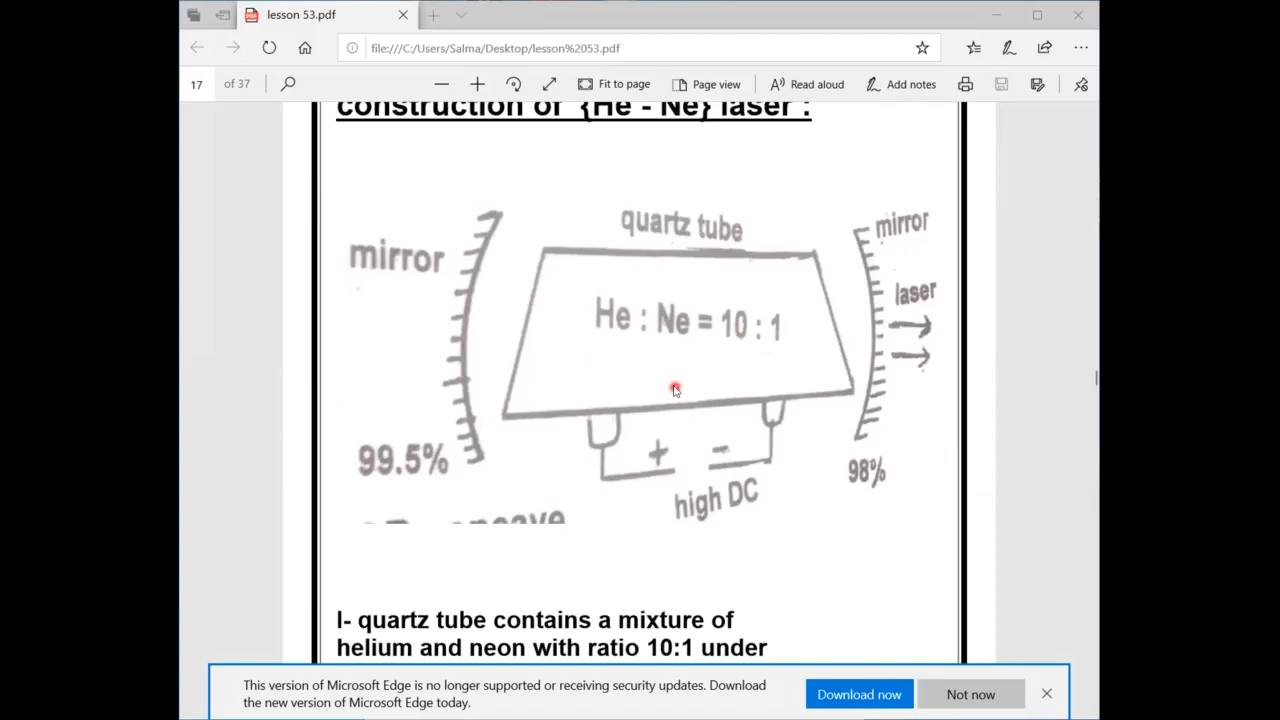 lesson 53.pdf
file:///C:/Users/Salma/Desktop/lesson%2053.pdf
17 of 37
Fit to page
Page view
Read aloud
Add notes
construction of {He - Ne} laser :
quartz tube
mirror
mirror
laser
He : Ne = 10 : 1
99.5%
+ -
98%
high DC
I- quartz tube contains a mixture of
helium and neon with ratio 10:1 under
This version of Microsoft Edge is no longer supported or receiving security updates. Download
the new version of Microsoft Edge today.
Download now
Not now